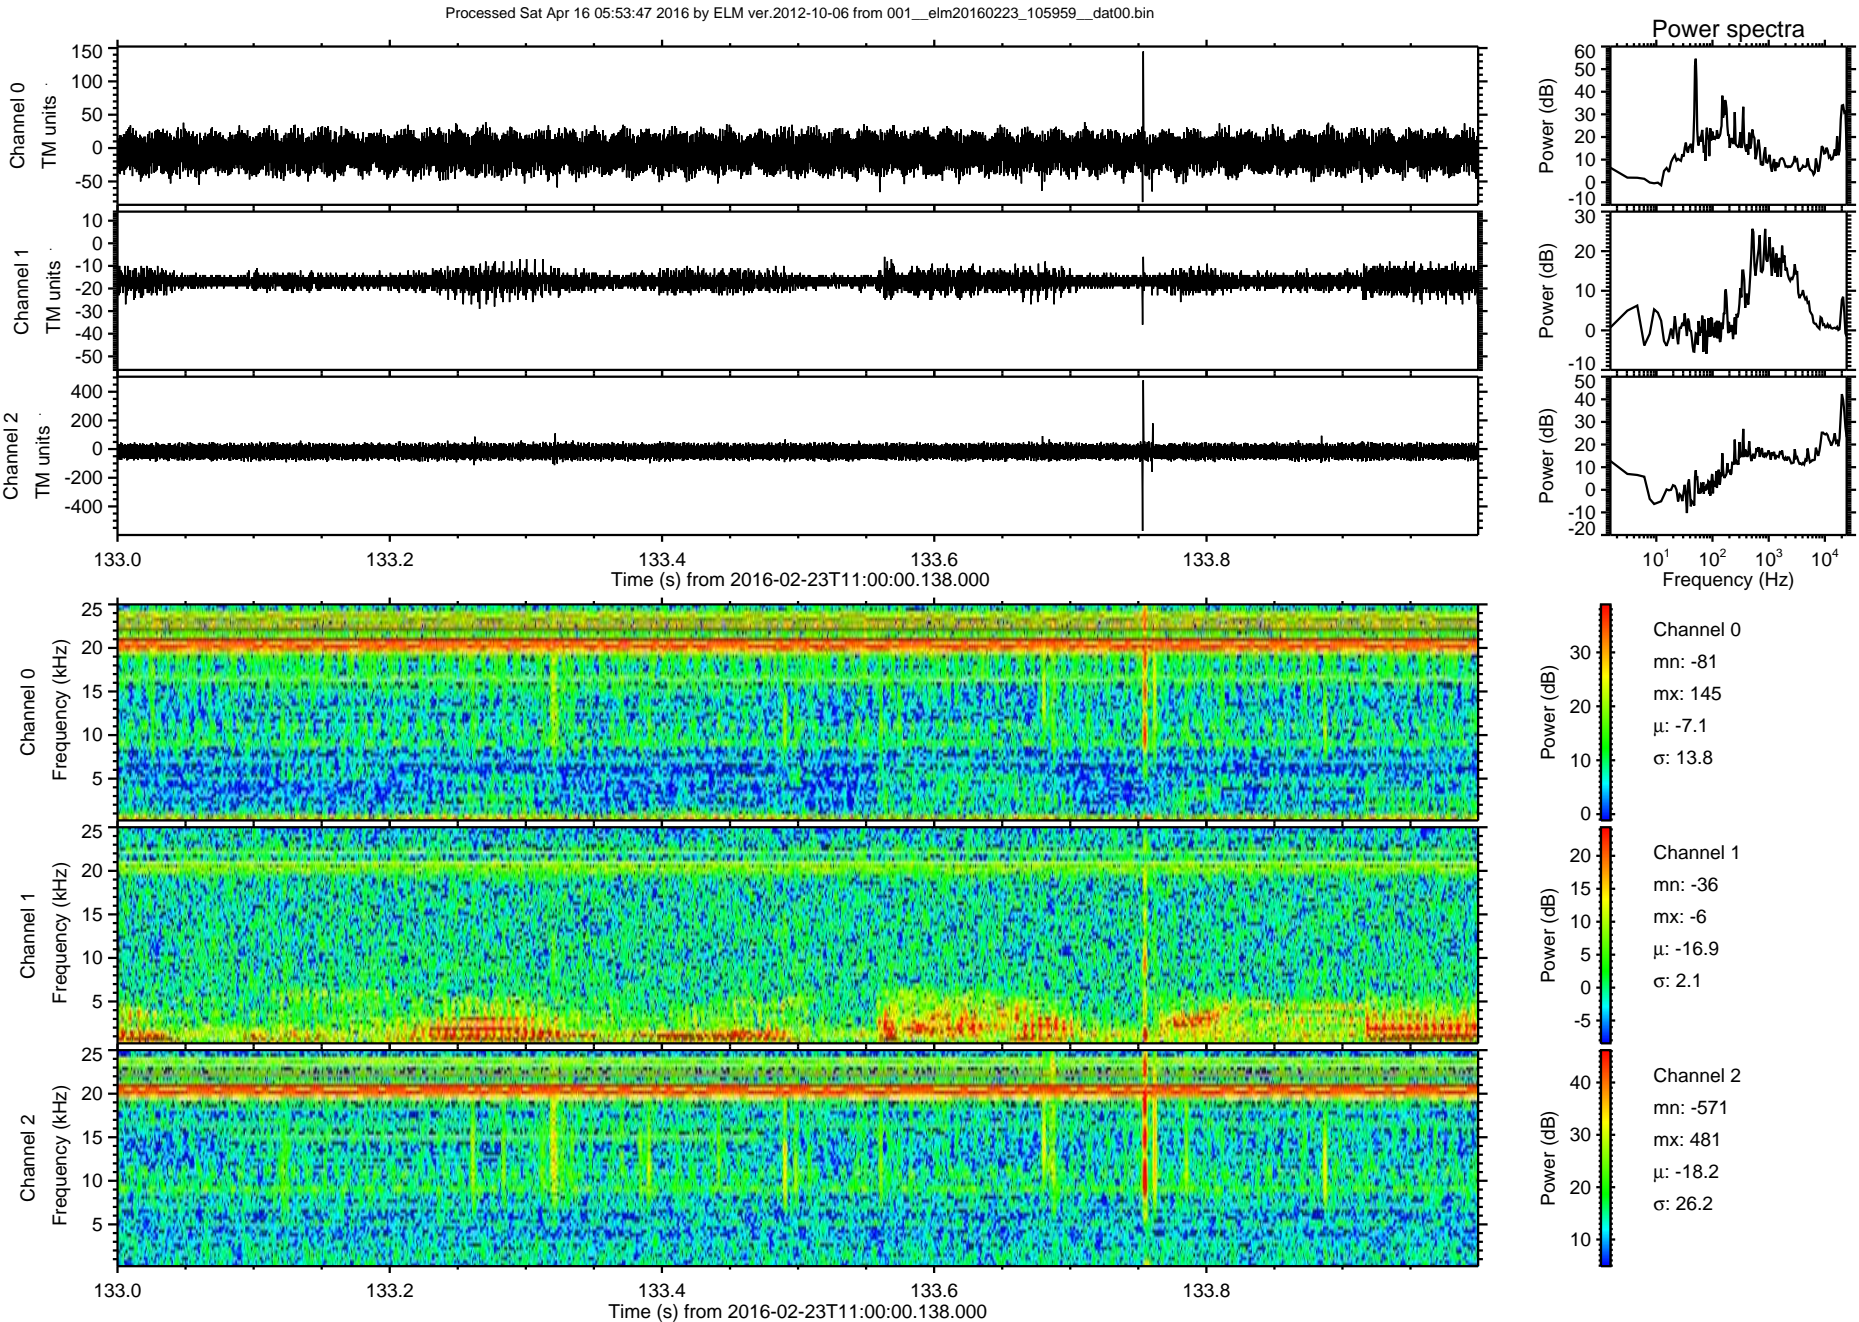 Processed Sat Apr 16 05:53:47 2016 by ELM ver.2012-10-06 from 001__elm20160223_105959__dat00.bin
Power spectra
Channel 0
TM units
150
100
50
0
-50
Power (dB)
60
50
40
30
20
10
0
-10
Channel 1
TM units
10
0
-10
-20
-30
-40
-50
Power (dB)
30
20
10
0
-10
Channel 2
TM units
400
200
0
-200
-400
Power (dB)
50
40
30
20
10
0
-10
-20
133.0 133.2 133.4 133.6 133.8
Time (s) from 2016-02-23T11:00:00.138.000
10¹ 10² 10³ 10⁴
Frequency (Hz)
Channel 0
Frequency (kHz)
25
20
15
10
5
Power (dB)
30
20
10
0
Channel 0
mn: -81
mx: 145
μ: -7.1
σ: 13.8
Channel 1
Frequency (kHz)
25
20
15
10
5
Power (dB)
20
15
10
5
0
-5
Channel 1
mn: -36
mx: -6
μ: -16.9
σ: 2.1
Channel 2
Frequency (kHz)
25
20
15
10
5
Power (dB)
40
30
20
10
Channel 2
mn: -571
mx: 481
μ: -18.2
σ: 26.2
133.0 133.2 133.4 133.6 133.8
Time (s) from 2016-02-23T11:00:00.138.000